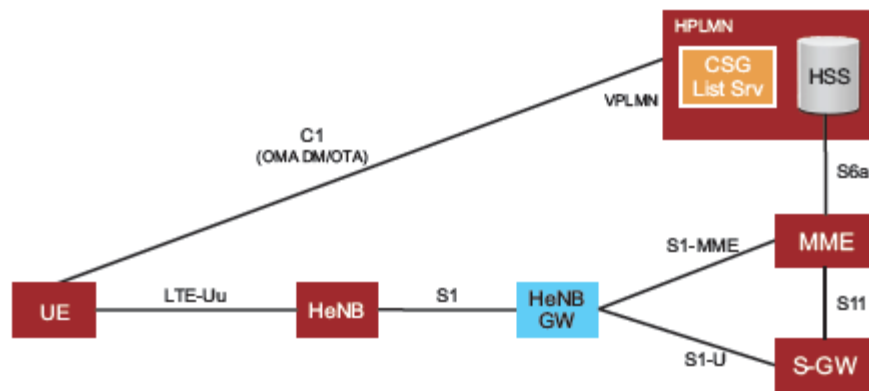 HPLMN
CSG
List Srv
HSS
VPLMN
C1
(OMA DM/OTA)
S6a
S1-MME
MME
UE
LTE-Uu
HeNB
S1
HeNB
GW
S11
S1-U
S-GW